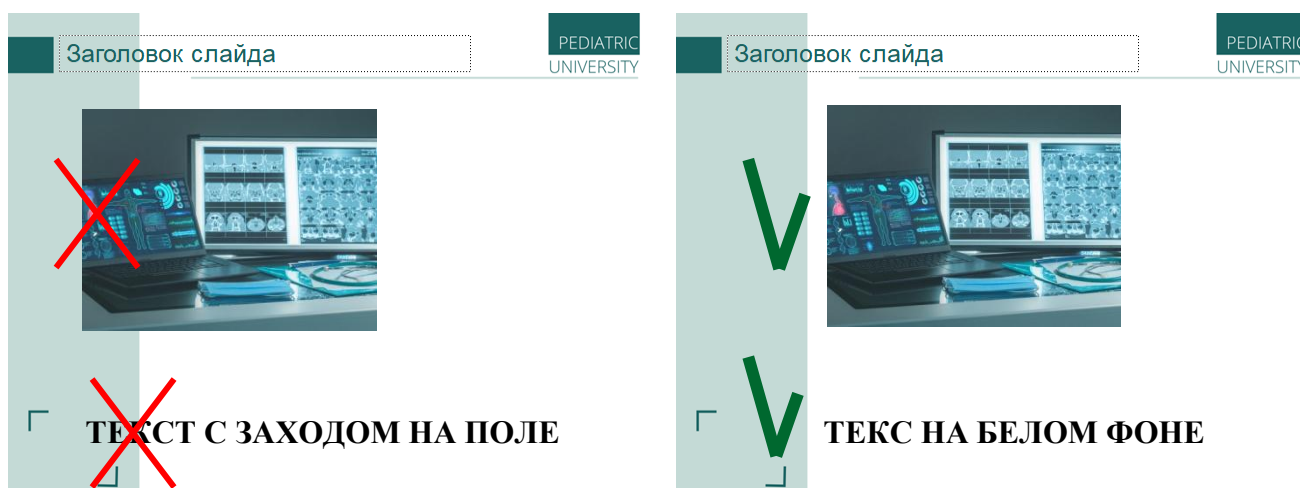 Заголовок слайда
PEDIATRIC
UNIVERSITY
ТЕКСТ С ЗАХОДОМ НА ПОЛЕ
Заголовок слайда
PEDIATRIC
UNIVERSITY
ТЕКС НА БЕЛОМ ФОНЕ